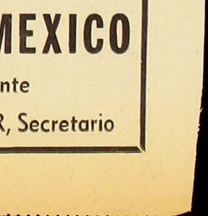 MEXICO
nte
R, Secretario